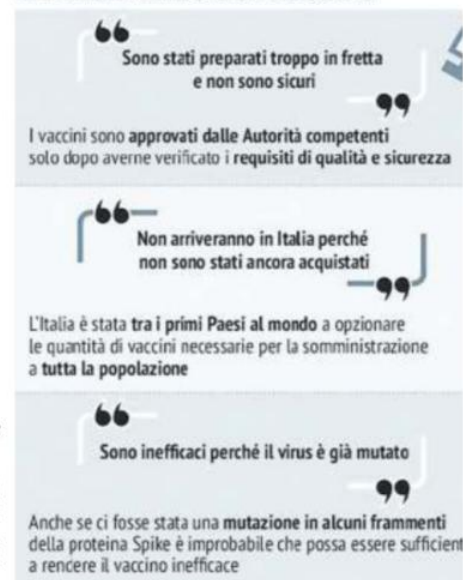 Sono stati preparati troppo in fretta
e non sono sicuri
I vaccini sono approvati dalle Autorità competenti
solo dopo averne verificato i requisiti di qualità e sicurezza
Non arriveranno in Italia perché
non sono stati ancora acquistati
L'Italia è stata tra i primi Paesi al mondo a opzionare
le quantità di vaccini necessarie per la somministrazione
a tutta la popolazione
Sono inefficaci perché il virus è già mutato
Anche se ci fosse stata una mutazione in alcuni frammenti
della proteina Spike è improbabile che possa essere sufficient
a rendere il vaccino inefficace